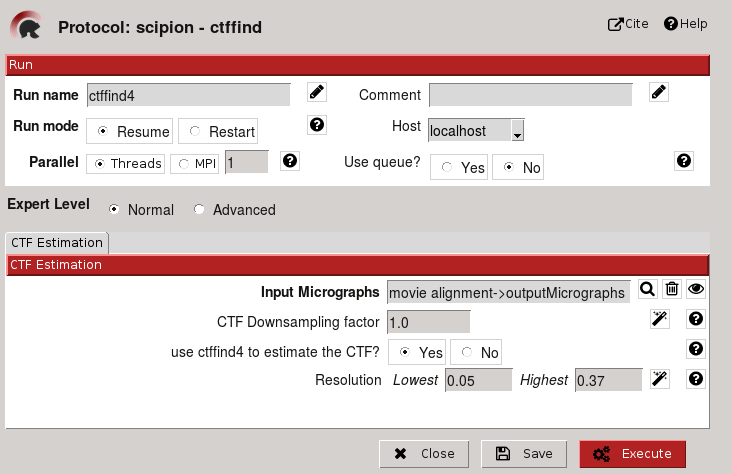 Protocol: scipion - ctffind Cite Help
Run
Run name ctffind4 Comment
Run mode Resume Restart Host localhost
Parallel Threads MPI 1 Use queue? Yes No
Expert Level Normal Advanced
CTF Estimation
CTF Estimation
Input Micrographs movie alignment->outputMicrographs
CTF Downsampling factor 1.0
use ctffind4 to estimate the CTF? Yes No
Resolution Lowest 0.05 Highest 0.37
Close Save Execute